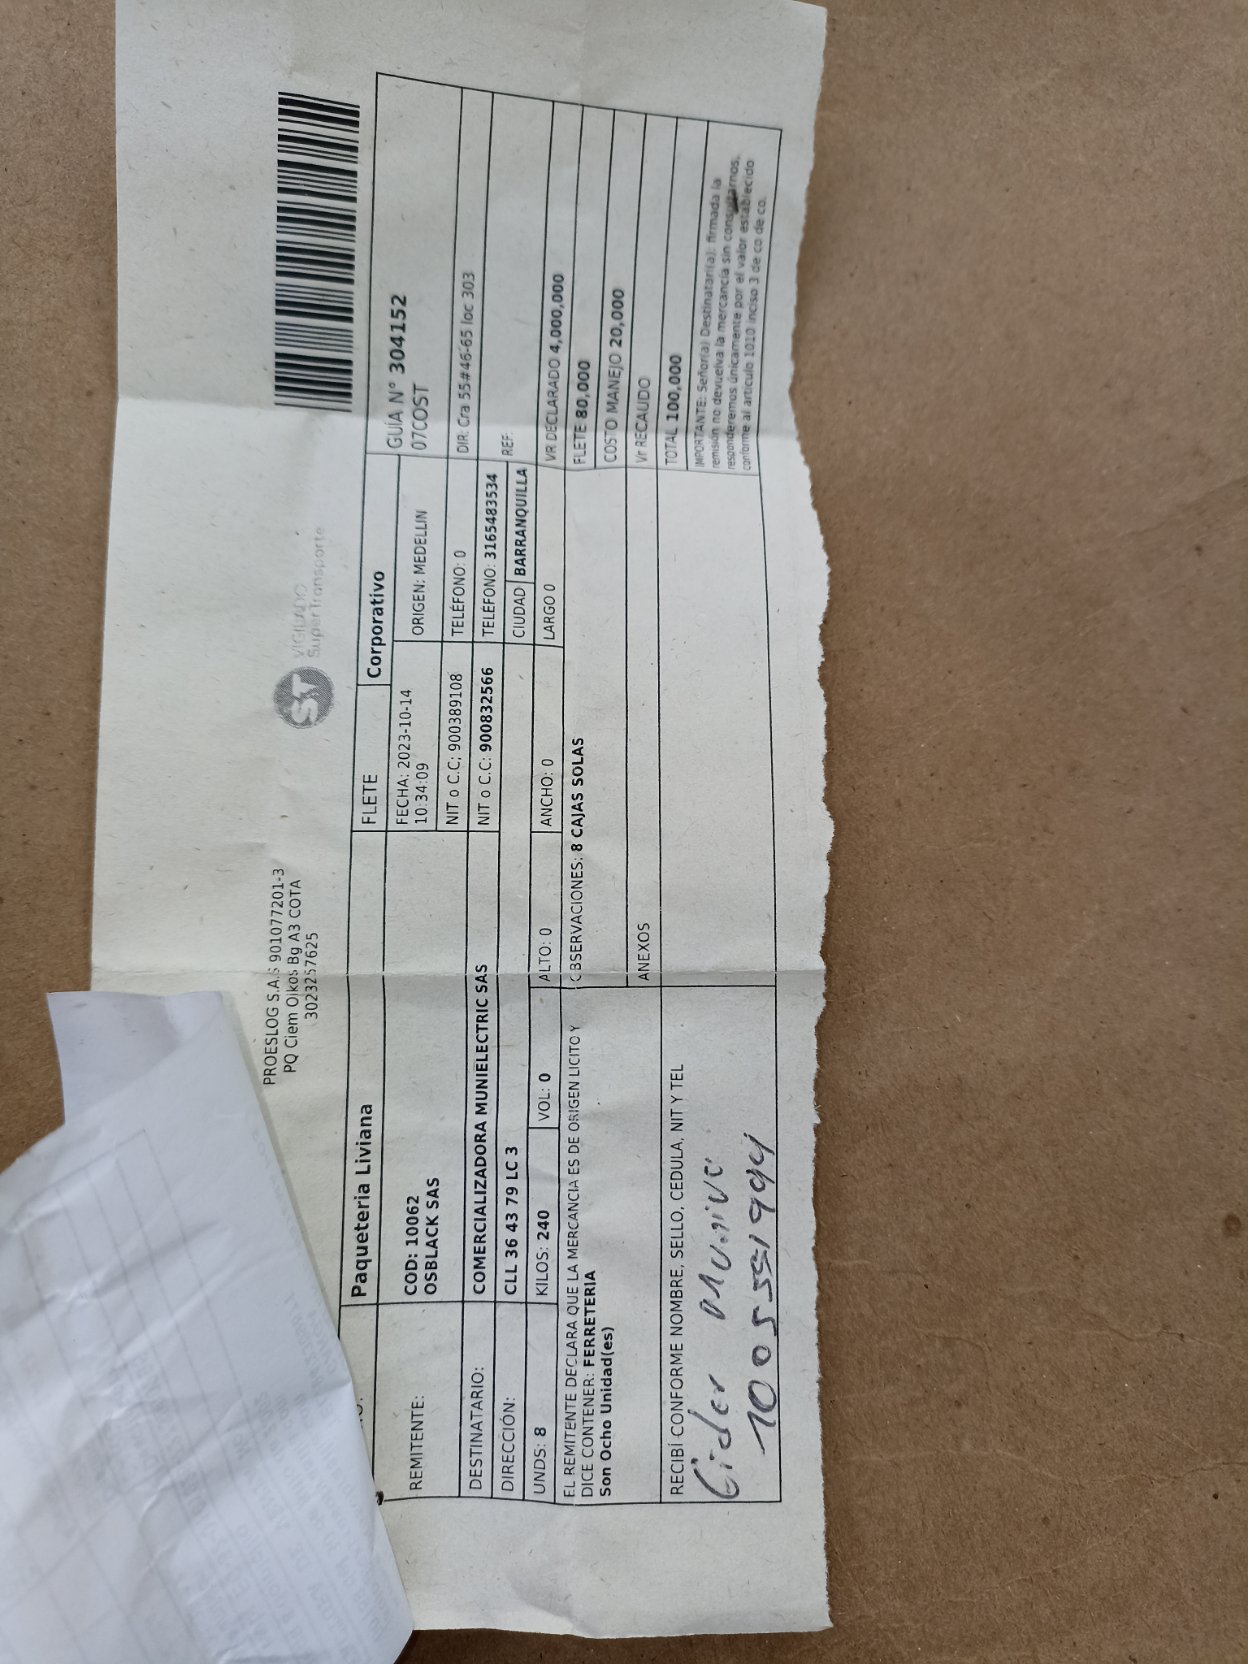 PROESLOG S.A.S 901077201-3
PQ Ciem Oikos Bg A3 COTA
3023257625
ST VIGILADO
SuperTransporte
Paqueteria Liviana FLETE Corporativo
GUÍA N° 304152
07COST
REMITENTE: COD: 10062
OSBLACK SAS
FECHA: 2023-10-14
10:34:09
ORIGEN: MEDELLIN
NIT o C.C: 900389108 TELÉFONO: 0 DIR: Cra 55#46-65 loc 303
DESTINATARIO: COMERCIALIZADORA MUNIELECTRIC SAS NIT o C.C: 900832566 TELÉFONO: 3165483534
REF:
DIRECCIÓN: CLL 36 43 79 LC 3 CIUDAD BARRANQUILLA
UNDS: 8 KILOS: 240 VOL: 0 ALTO: 0 ANCHO: 0 LARGO 0 VR DECLARADO 4,000,000
EL REMITENTE DECLARA QUE LA MERCANCIA ES DE ORIGEN LICITO Y
DICE CONTENER: FERRETERIA
Son Ocho Unidad(es)
OBSERVACIONES: 8 CAJAS SOLAS
FLETE 80,000
COSTO MANEJO 20,000
ANEXOS
Vr RECAUDO
TOTAL 100,000
RECIBÍ CONFORME NOMBRE, SELLO, CEDULA, NIT Y TEL
1005551994
IMPORTANTE: Señor(a) Destinatari(a): firmada la
remisión no devuelva la mercancía sin consultarnos,
responderemos únicamente por el valor establecido
conforme al articulo 1010 inciso 3 de co de co.